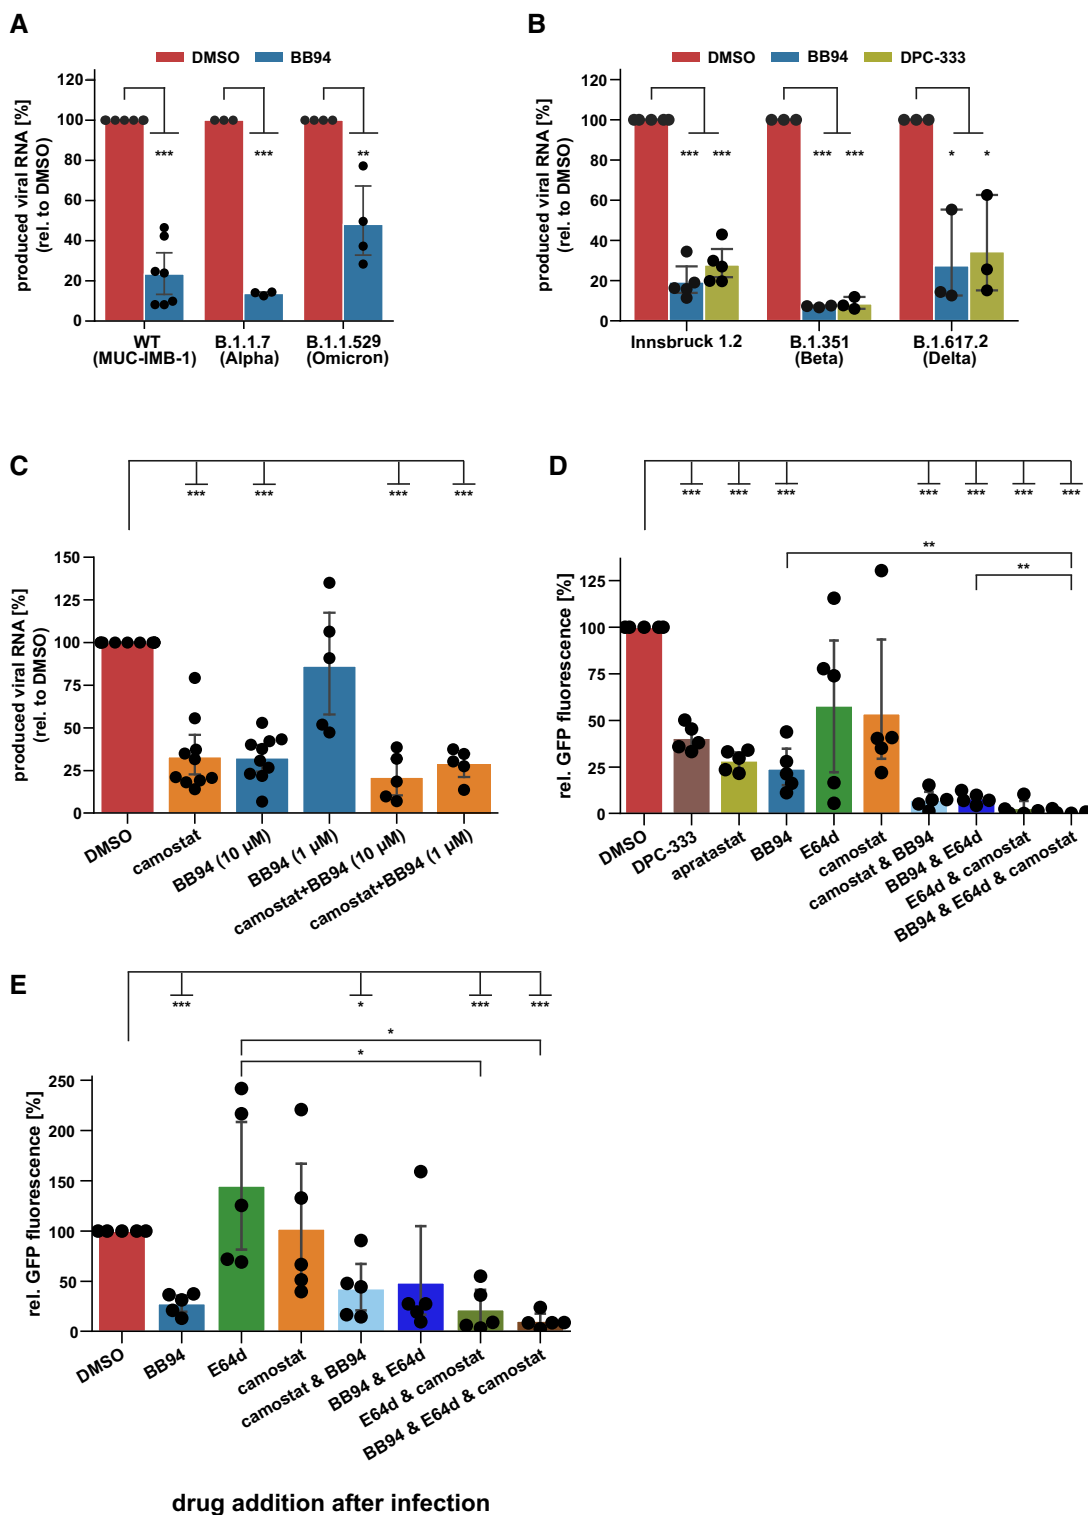 A
DMSO BB94
produced viral RNA [%]
(rel. to DMSO)
120
100
80
60
40
20
0
*** *** **
WT
(MUC-IMB-1)
B.1.1.7
(Alpha)
B.1.1.529
(Omicron)
B
DMSO BB94 DPC-333
produced viral RNA [%]
(rel. to DMSO)
120
100
80
60
40
20
0
*** *** *** *** * *
Innsbruck 1.2
B.1.351
(Beta)
B.1.617.2
(Delta)
C
*** *** *** ***
produced viral RNA [%]
(rel. to DMSO)
150
125
100
75
50
25
0
DMSO
camostat
BB94 (10 µM)
BB94 (1 µM)
camostat+BB94 (10 µM)
camostat+BB94 (1 µM)
D
*** *** *** *** *** *** ***
**
**
rel. GFP fluorescence [%]
125
100
75
50
25
0
DMSO
DPC-333
apratastat
BB94
E64d
camostat
camostat & BB94
BB94 & E64d
E64d & camostat
BB94 & E64d & camostat
E
*** * *** ***
*
*
rel. GFP fluorescence [%]
250
200
150
100
50
0
DMSO
BB94
E64d
camostat
camostat & BB94
BB94 & E64d
E64d & camostat
BB94 & E64d & camostat
drug addition after infection